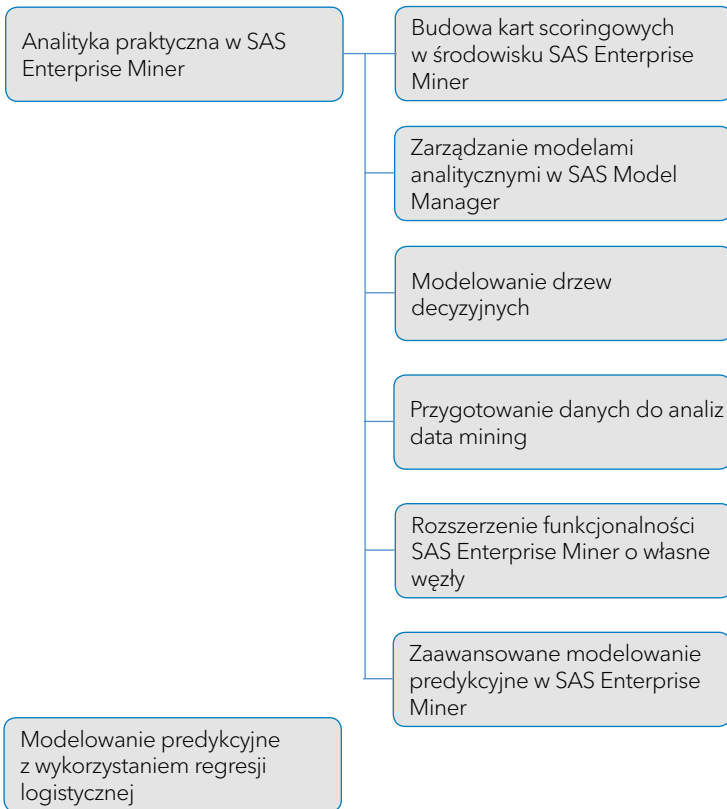 Analityka praktyczna w SAS
Enterprise Miner
Budowa kart scoringowych
w środowisku SAS Enterprise
Miner
Zarządzanie modelami
analitycznymi w SAS Model
Manager
Modelowanie drzew
decyzyjnych
Przygotowanie danych do analiz
data mining
Rozszerzenie funkcjonalności
SAS Enterprise Miner o własne
węzły
Zaawansowane modelowanie
predykcyjne w SAS Enterprise
Miner
Modelowanie predykcyjne
z wykorzystaniem regresji
logistycznej